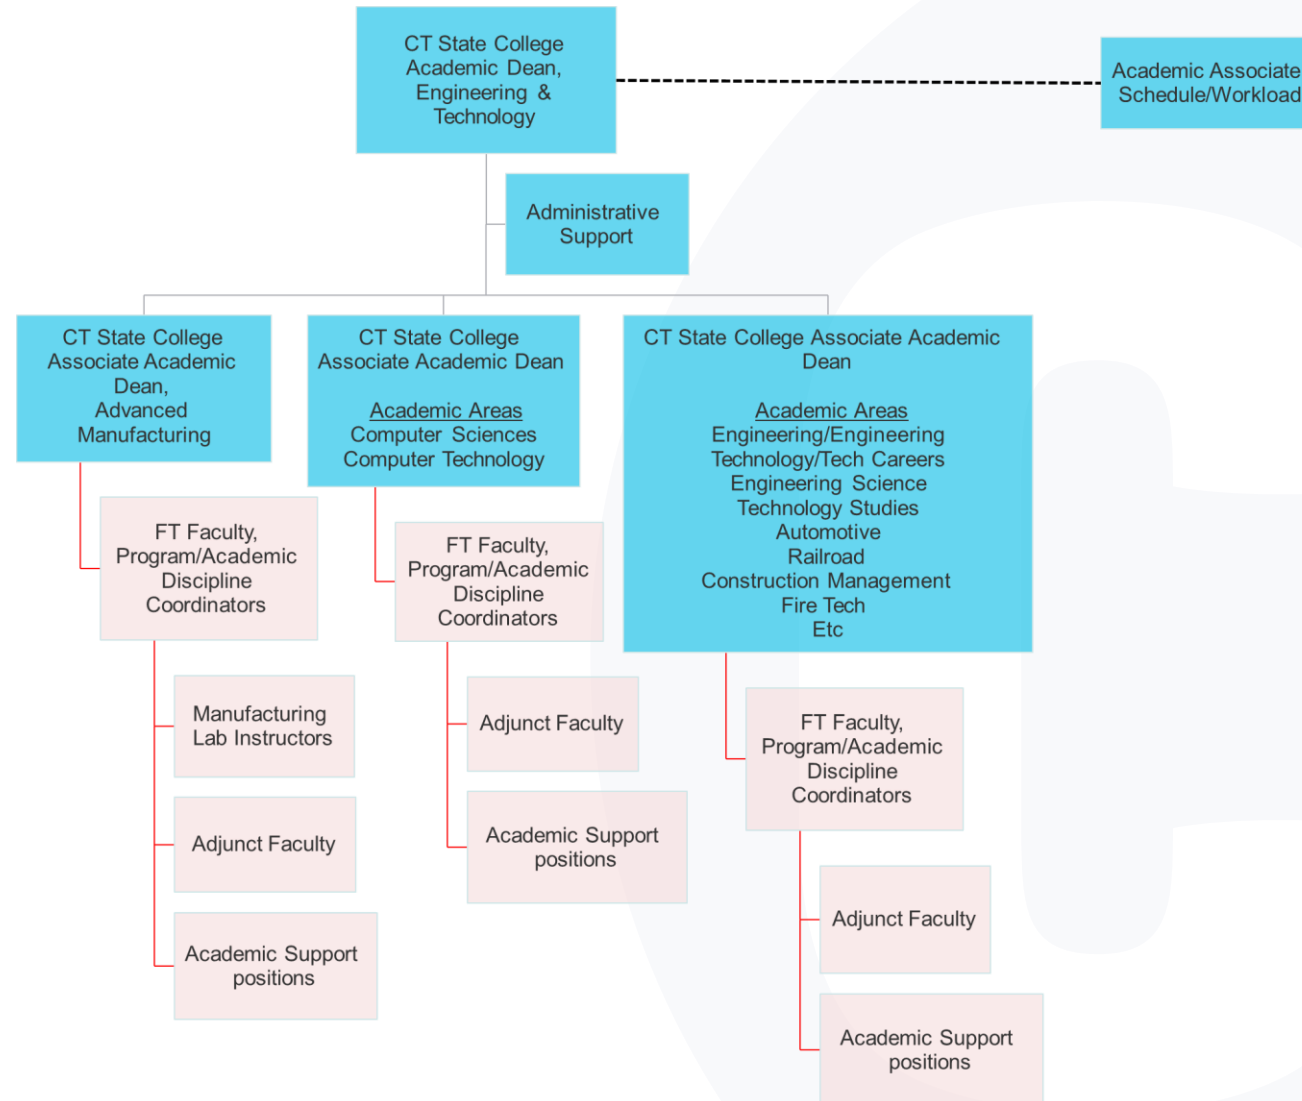 CT State College
Academic Dean,
Engineering &
Technology
Academic Associate
Schedule/Workload
Administrative
Support
CT State College
Associate Academic
Dean,
Advanced
Manufacturing
CT State College
Associate Academic Dean
Academic Areas
Computer Sciences
Computer Technology
CT State College Associate Academic
Dean
Academic Areas
Engineering/Engineering
Technology/Tech Careers
Engineering Science
Technology Studies
Automotive
Railroad
Construction Management
Fire Tech
Etc
FT Faculty,
Program/Academic
Discipline
Coordinators
Manufacturing
Lab Instructors
Adjunct Faculty
Academic Support
positions
FT Faculty,
Program/Academic
Discipline
Coordinators
Adjunct Faculty
Academic Support
positions
FT Faculty,
Program/Academic
Discipline
Coordinators
Adjunct Faculty
Academic Support
positions